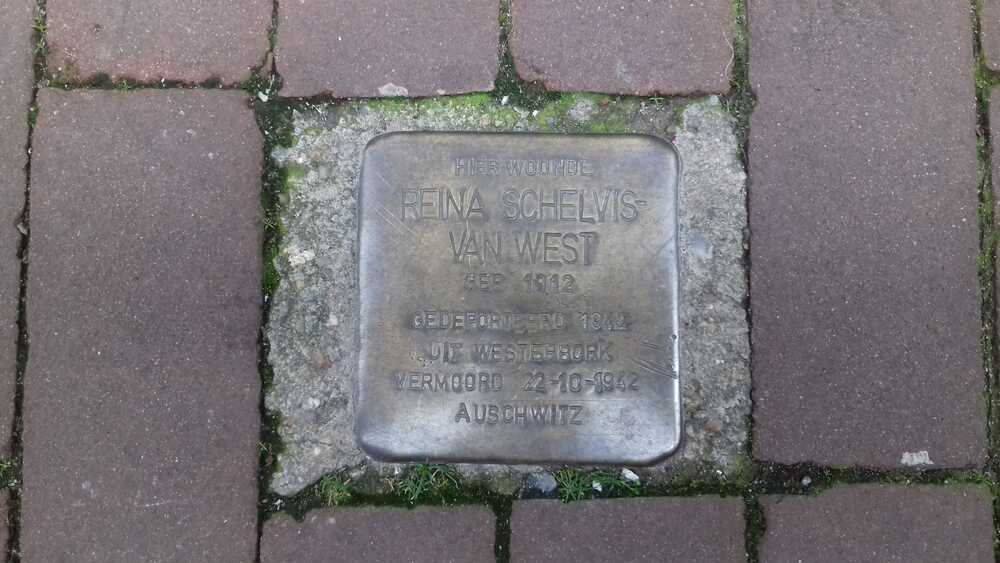 HIER WOONDE
REINA SCHELVIS-
VAN WEST
GEB 1912
GEDEPORTEERD 1942
UIT WESTERBORK
VERMOORD 22-10-1942
AUSCHWITZ